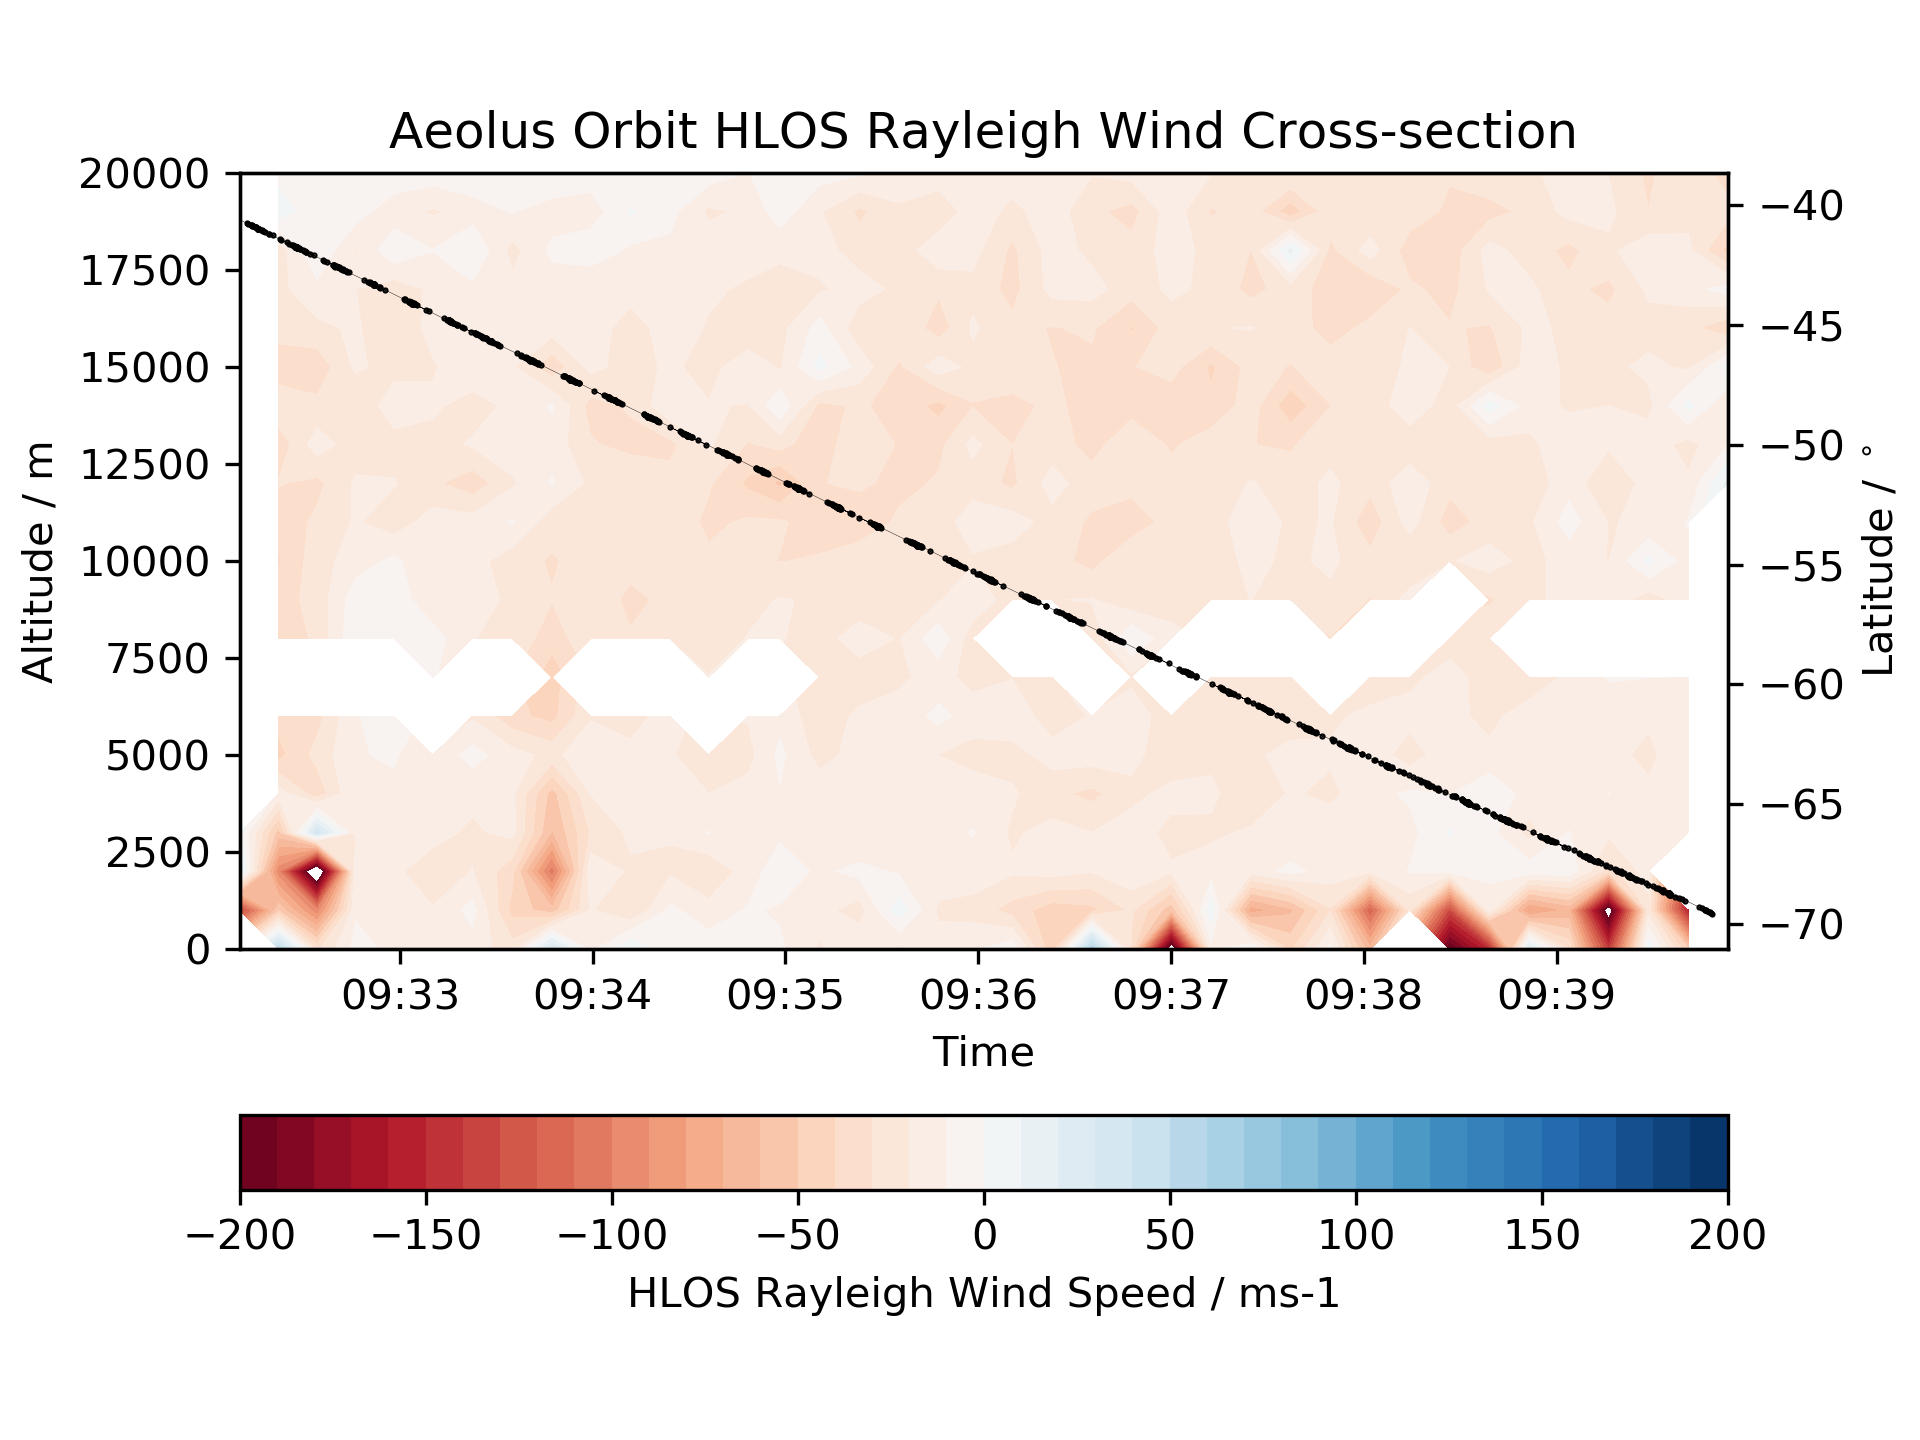 Aeolus Orbit HLOS Rayleigh Wind Cross-section
20000
17500
15000
12500
10000
7500
5000
2500
0
Altitude / m
−40
−45
−50
−55
−60
−65
−70
Latitude / °
09:33 09:34 09:35 09:36 09:37 09:38 09:39
Time
−200 −150 −100 −50 0 50 100 150 200
HLOS Rayleigh Wind Speed / ms-1